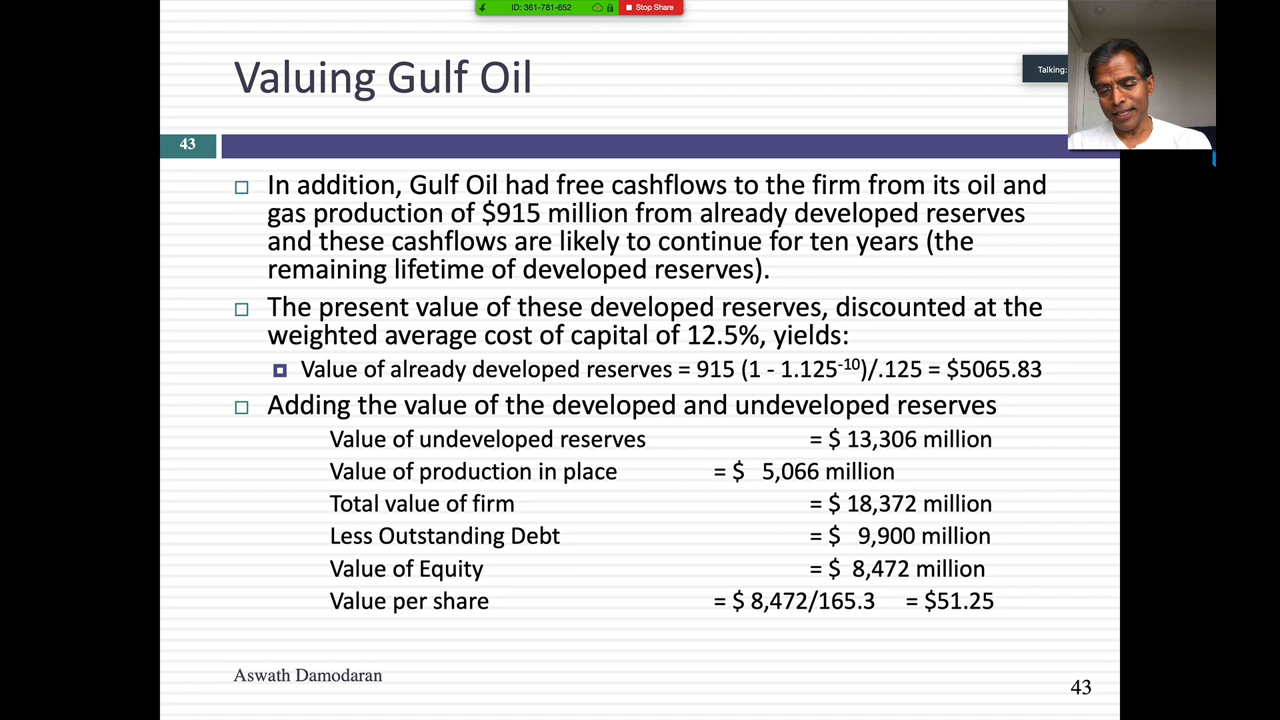 ID: 361-781-652
Stop Share
Valuing Gulf Oil
Talking:
43
□ In addition, Gulf Oil had free cashflows to the firm from its oil and
gas production of $915 million from already developed reserves
and these cashflows are likely to continue for ten years (the
remaining lifetime of developed reserves).
□ The present value of these developed reserves, discounted at the
weighted average cost of capital of 12.5%, yields:
Value of already developed reserves = 915 (1 - 1.125⁻¹⁰)/.125 = $5065.83
□ Adding the value of the developed and undeveloped reserves
Value of undeveloped reserves = $ 13,306 million
Value of production in place = $ 5,066 million
Total value of firm = $ 18,372 million
Less Outstanding Debt = $ 9,900 million
Value of Equity = $ 8,472 million
Value per share = $ 8,472/165.3 = $51.25
Aswath Damodaran
43